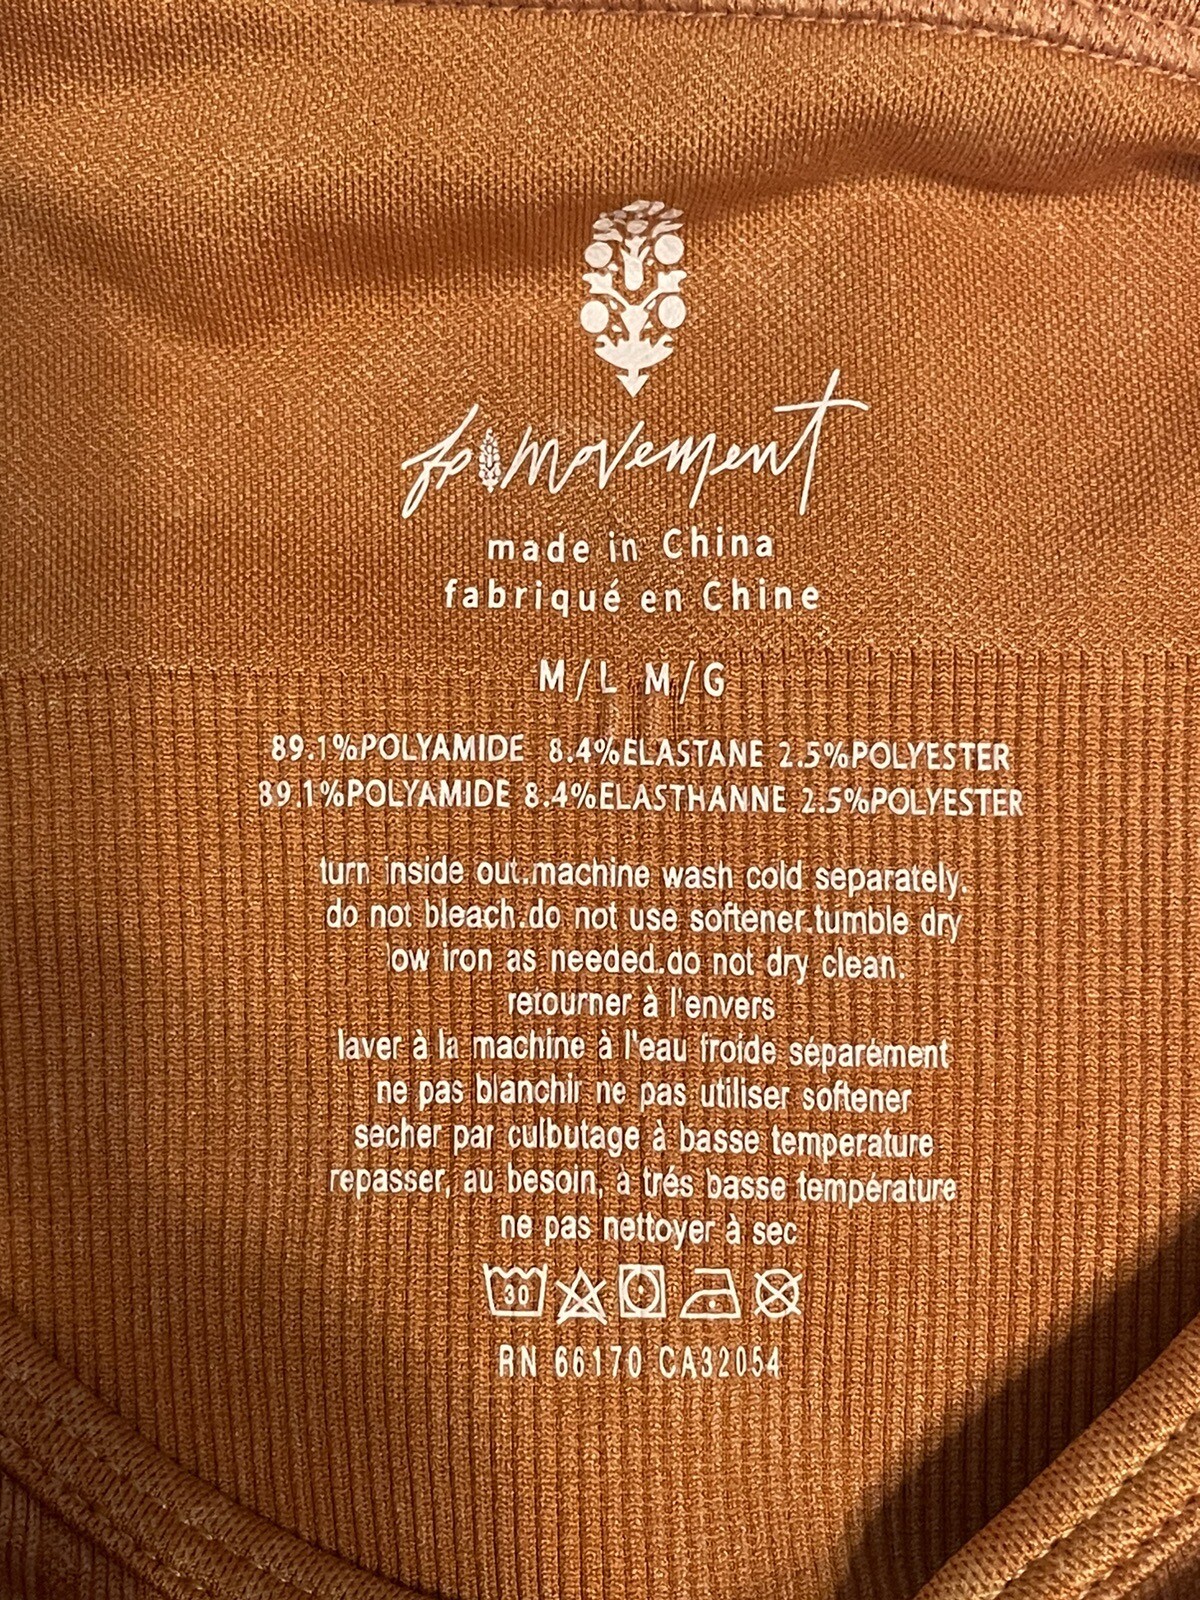 fp movement
made in China
fabriqué en Chine
M/L M/G
89.1%POLYAMIDE 8.4%ELASTANE 2.5%POLYESTER
89.1%POLYAMIDE 8.4%ELASTHANNE 2.5%POLYESTER
turn inside out.machine wash cold separately.
do not bleach.do not use softener.tumble dry
low iron as needed.do not dry clean.
retourner à l'envers
laver à la machine à l'eau froide séparément
ne pas blanchir ne pas utiliser softener
secher par culbutage à basse temperature
repasser, au besoin, à trés basse température
ne pas nettoyer à sec
30
RN 66170 CA32054